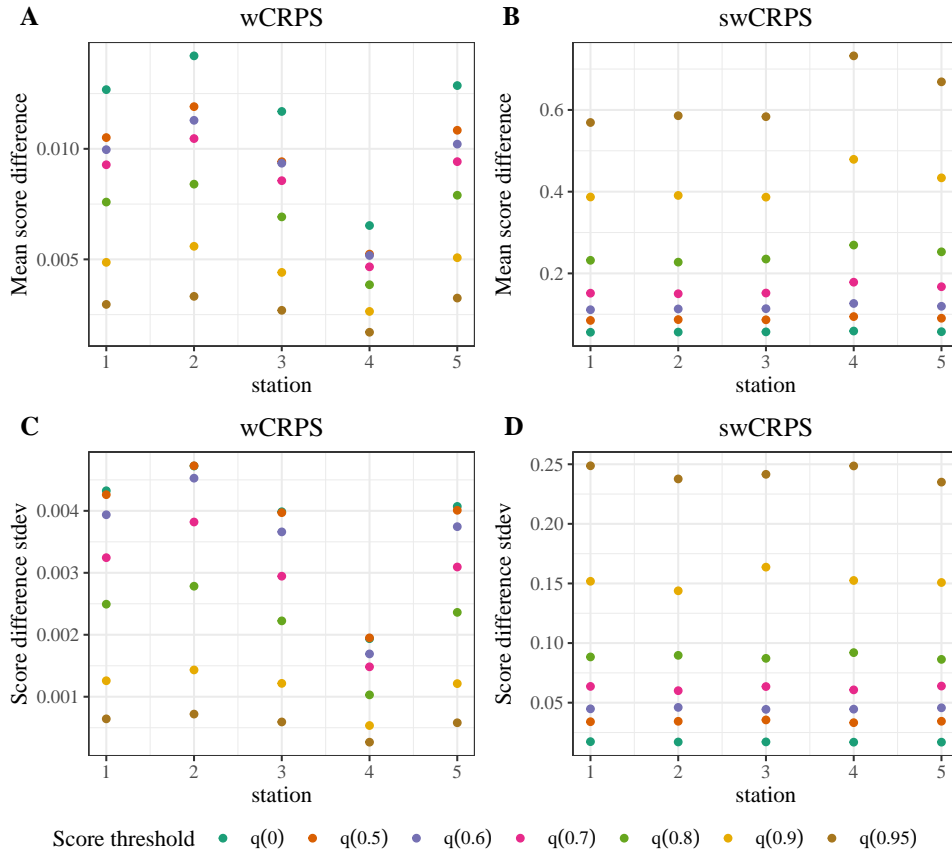 A wCRPS
Mean score difference
0.010
0.005
1 2 3 4 5
station
B swCRPS
Mean score difference
0.6
0.4
0.2
1 2 3 4 5
station
C wCRPS
Score difference stdev
0.004
0.003
0.002
0.001
1 2 3 4 5
station
D swCRPS
Score difference stdev
0.25
0.20
0.15
0.10
0.05
1 2 3 4 5
station
Score threshold q(0) q(0.5) q(0.6) q(0.7) q(0.8) q(0.9) q(0.95)